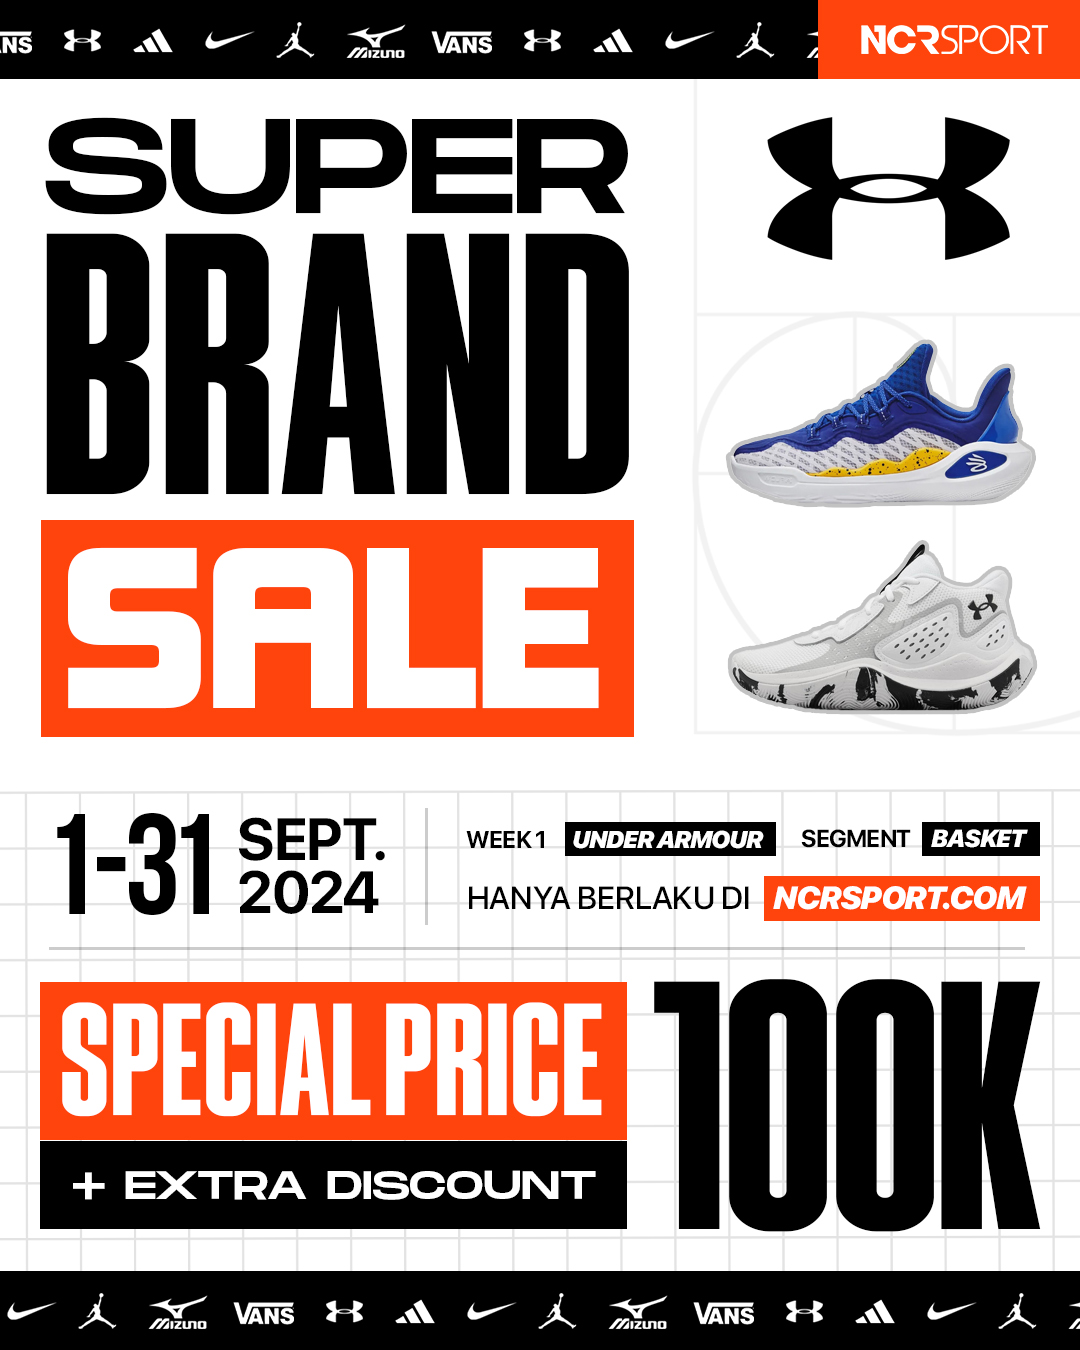 VANS MIZUNO VANS
NCRSPORT
SUPER
BRAND
SALE
1-31 SEPT.
2024
WEEK 1 UNDER ARMOUR SEGMENT BASKET
HANYA BERLAKU DI NCRSPORT.COM
SPECIAL PRICE
+ EXTRA DISCOUNT
100K
MIZUNO VANS MIZUNO VANS